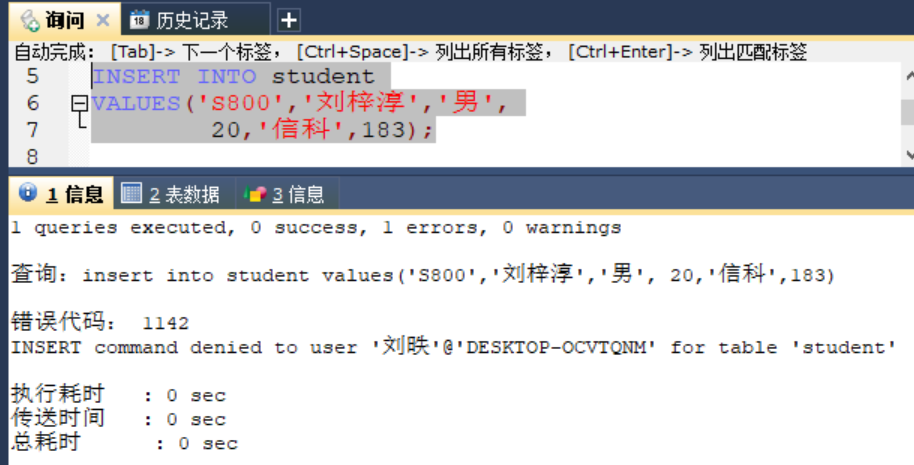 询问 × 18 历史记录 +
自动完成: [Tab]-> 下一个标签, [Ctrl+Space]-> 列出所有标签, [Ctrl+Enter]-> 列出匹配标签
5 INSERT INTO student
6 VALUES('S800','刘梓淳','男',
7 20,'信科',183);
8
1 信息 2 表数据 3 信息
1 queries executed, 0 success, 1 errors, 0 warnings
查询: insert into student values('S800','刘梓淳','男', 20,'信科',183)
错误代码: 1142
INSERT command denied to user '刘昳'@'DESKTOP-OCVTQNM' for table 'student'
执行耗时 : 0 sec
传送时间 : 0 sec
总耗时 : 0 sec